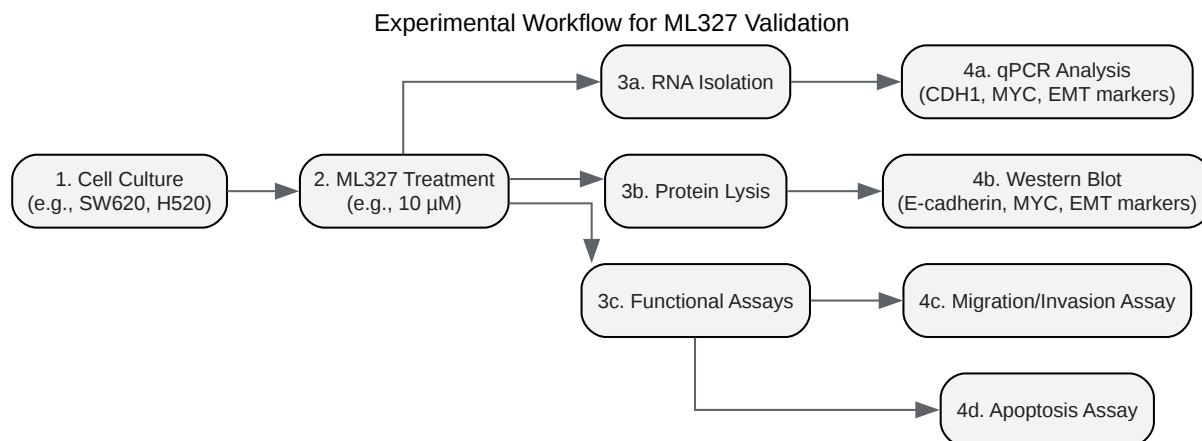 Experimental Workflow for ML327 Validation
1. Cell Culture
(e.g., SW620, H520)
2. ML327 Treatment
(e.g., 10 µM)
3a. RNA Isolation
4a. qPCR Analysis
(CDH1, MYC, EMT markers)
3b. Protein Lysis
4b. Western Blot
(E-cadherin, MYC, EMT markers)
3c. Functional Assays
4c. Migration/Invasion Assay
4d. Apoptosis Assay